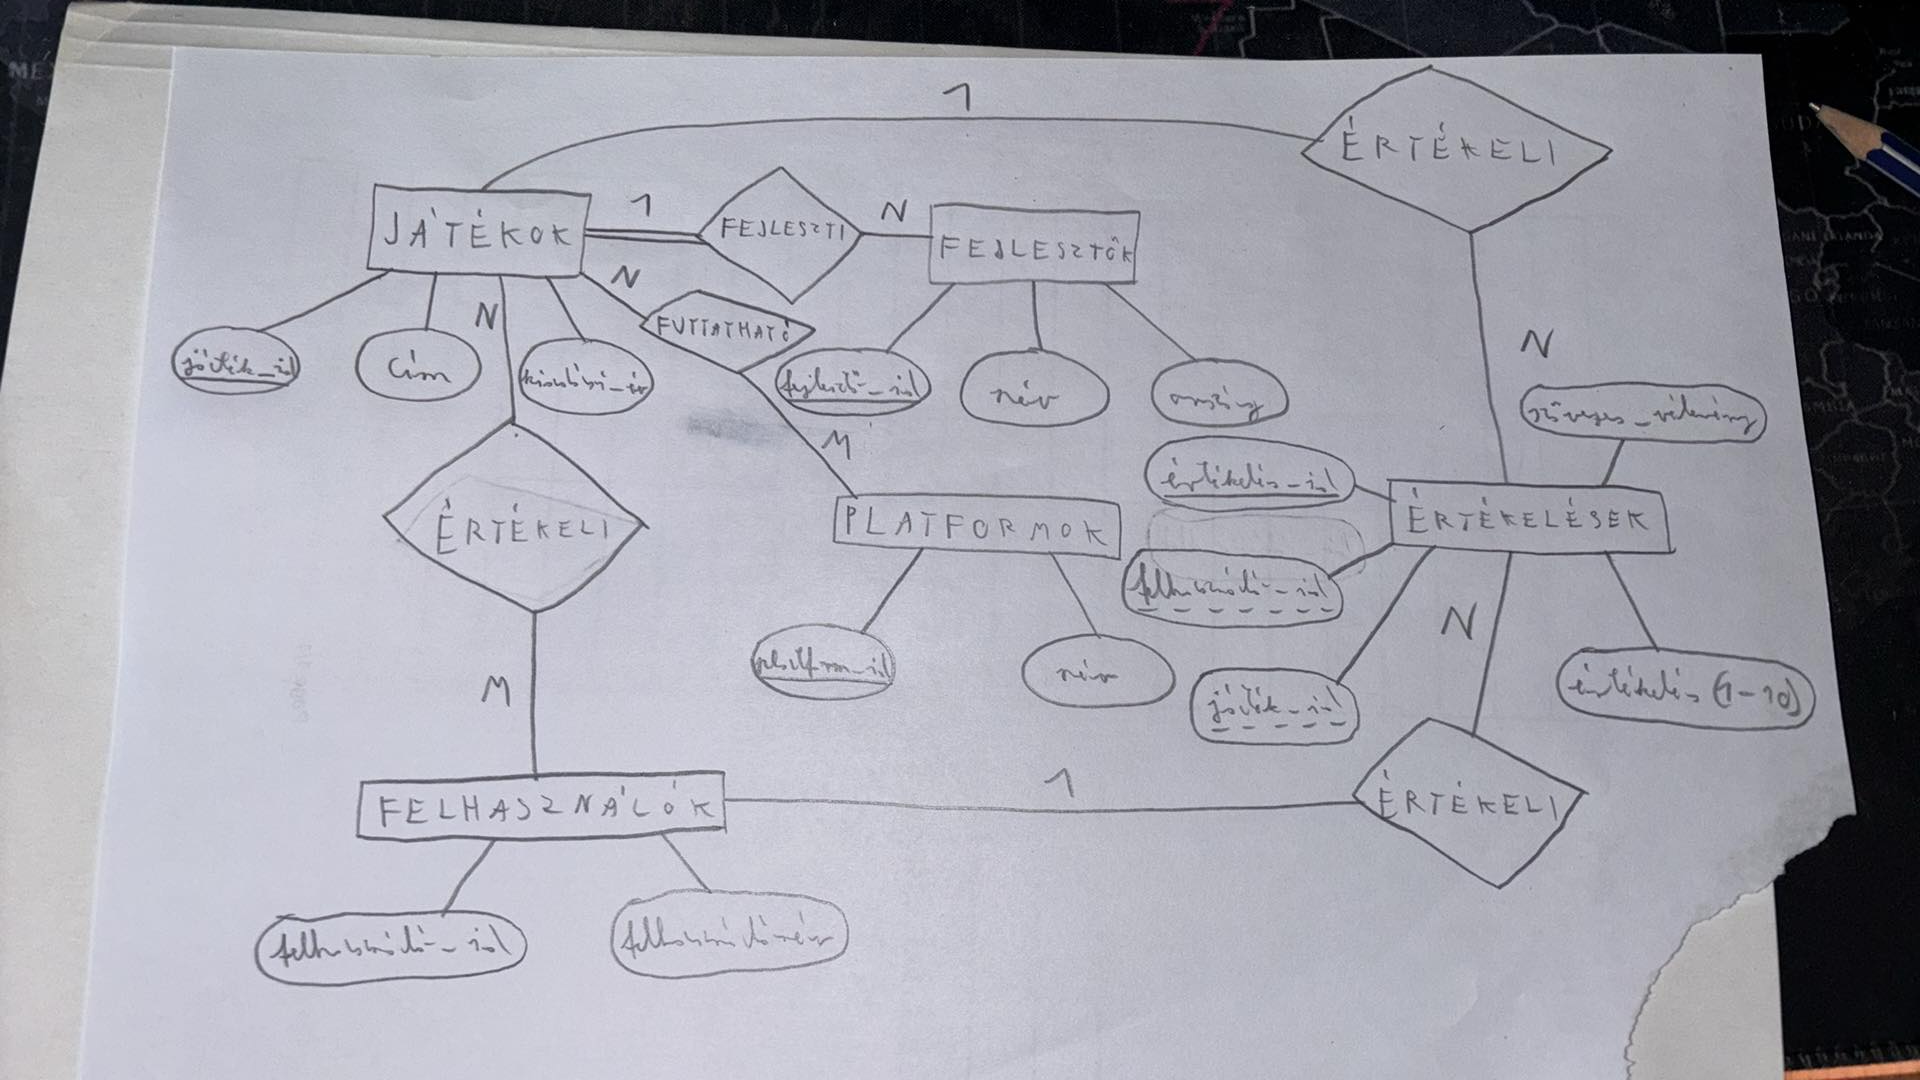 1
ÉRTÉKELI
JÁTÉKOK
1
FEJLESZTI
N
FEJLESZTŐK
N
N
FUTTATHATÓ
N
játék_id
cím
kiadási_év
fejlesztő_id
név
ország
szöveges_vélemény
M
értékelés_id
ÉRTÉKELÉSEK
ÉRTÉKELI
PLATFORMOK
felhasználó_id
N
platform_id
név
játék_id
értékelés (1-10)
M
1
FELHASZNÁLÓK
ÉRTÉKELI
felhasználó_id
felhasználónév